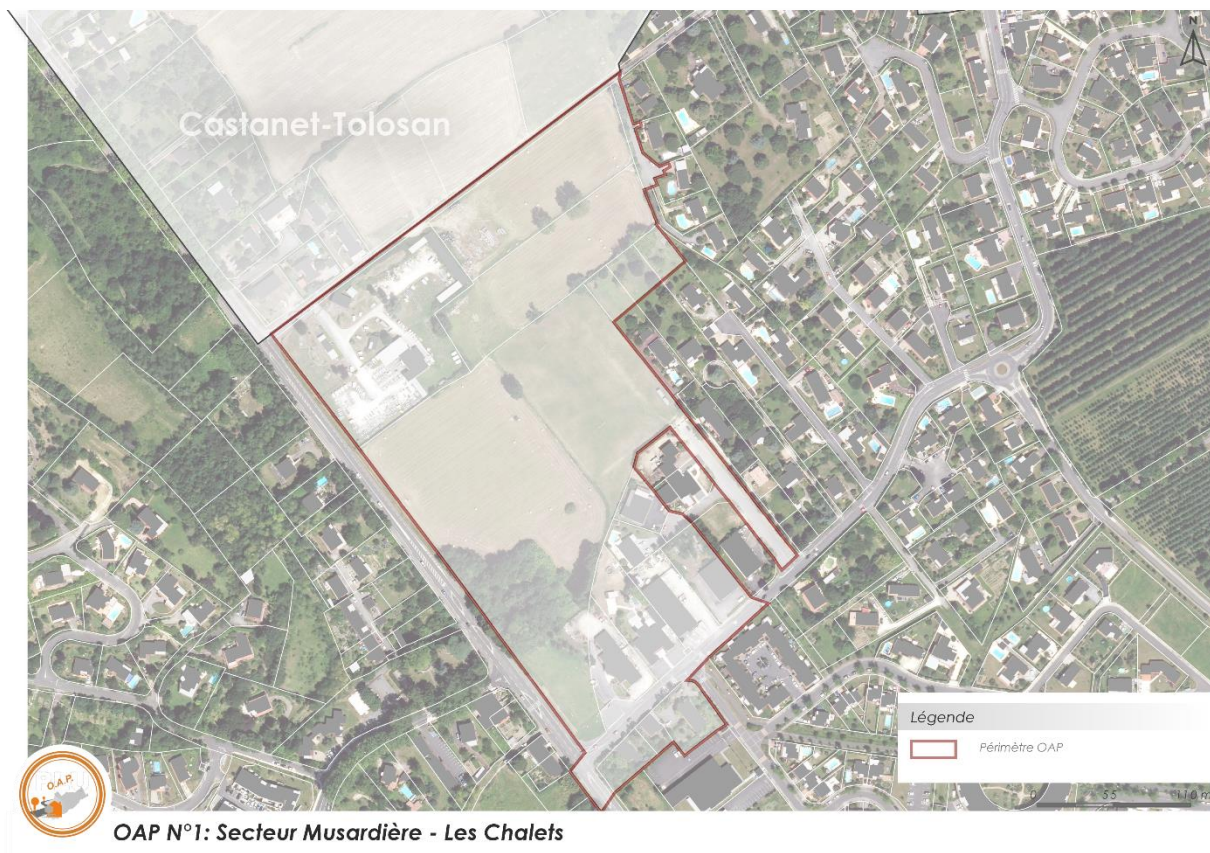 N
Castanet-Tolosan
Légende
Périmètre OAP
0 55 110 m
O.A.P.
OAP N°1: Secteur Musardière - Les Chalets